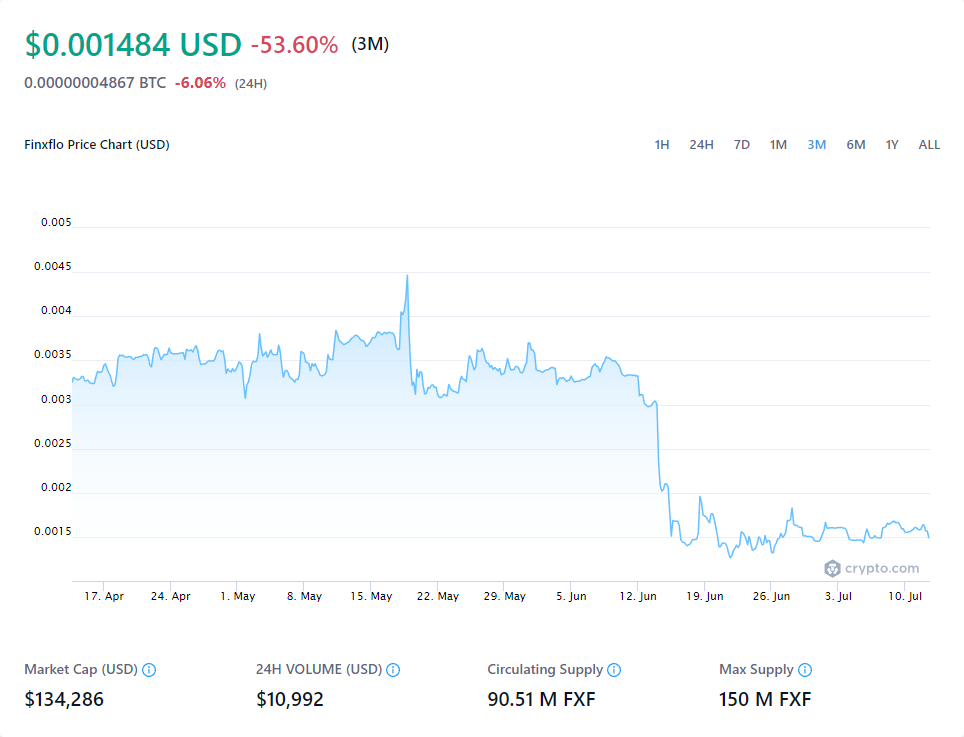 $0.001484 USD -53.60% (3M)
0.00000004867 BTC -6.06% (24H)
Finxflo Price Chart (USD) 1H 24H 7D 1M 3M 6M 1Y ALL
0.005
0.0045
0.004
0.0035
0.003
0.0025
0.002
0.0015
crypto.com
17. Apr 24. Apr 1. May 8. May 15. May 22. May 29. May 5. Jun 12. Jun 19. Jun 26. Jun 3. Jul 10. Jul
Market Cap (USD) 24H VOLUME (USD) Circulating Supply Max Supply
$134,286 $10,992 90.51 M FXF 150 M FXF